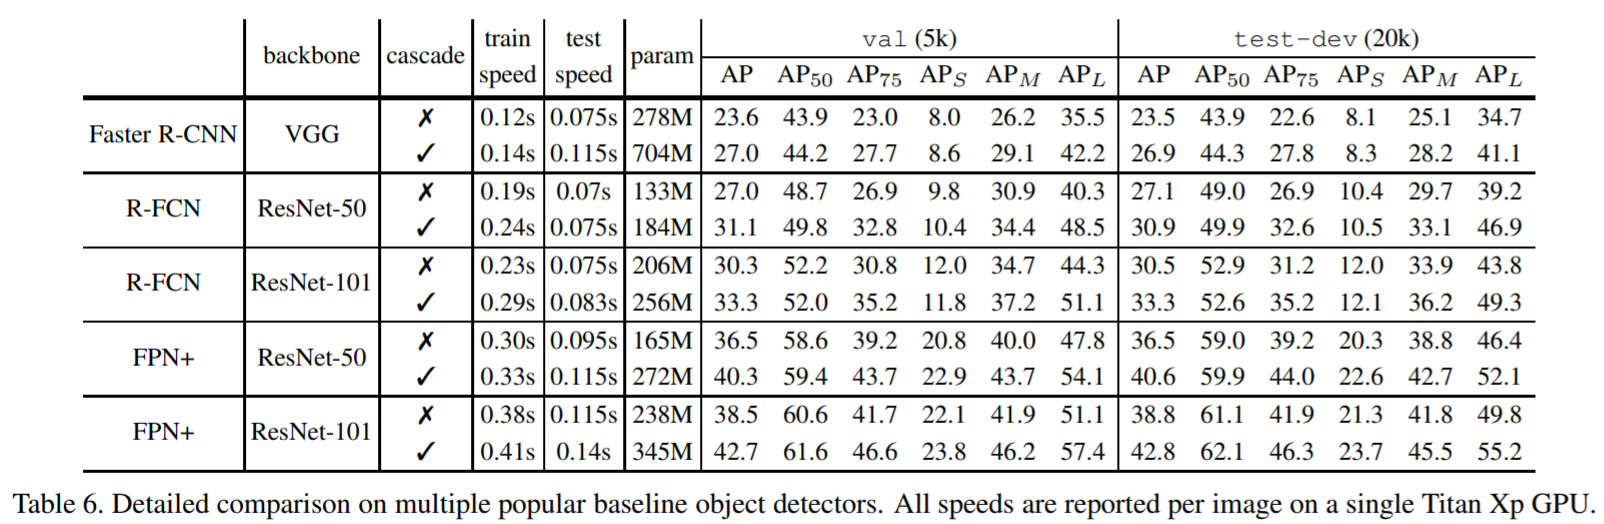 backbone cascade train speed test speed param val (5k) test-dev (20k)
AP AP50 AP75 APS APM APL AP AP50 AP75 APS APM APL
Faster R-CNN VGG ✗ 0.12s 0.075s 278M 23.6 43.9 23.0 8.0 26.2 35.5 23.5 43.9 22.6 8.1 25.1 34.7
✓ 0.14s 0.115s 704M 27.0 44.2 27.7 8.6 29.1 42.2 26.9 44.3 27.8 8.3 28.2 41.1
R-FCN ResNet-50 ✗ 0.19s 0.07s 133M 27.0 48.7 26.9 9.8 30.9 40.3 27.1 49.0 26.9 10.4 29.7 39.2
✓ 0.24s 0.075s 184M 31.1 49.8 32.8 10.4 34.4 48.5 30.9 49.9 32.6 10.5 33.1 46.9
R-FCN ResNet-101 ✗ 0.23s 0.075s 206M 30.3 52.2 30.8 12.0 34.7 44.3 30.5 52.9 31.2 12.0 33.9 43.8
✓ 0.29s 0.083s 256M 33.3 52.0 35.2 11.8 37.2 51.1 33.3 52.6 35.2 12.1 36.2 49.3
FPN+ ResNet-50 ✗ 0.30s 0.095s 165M 36.5 58.6 39.2 20.8 40.0 47.8 36.5 59.0 39.2 20.3 38.8 46.4
✓ 0.33s 0.115s 272M 40.3 59.4 43.7 22.9 43.7 54.1 40.6 59.9 44.0 22.6 42.7 52.1
FPN+ ResNet-101 ✗ 0.38s 0.115s 238M 38.5 60.6 41.7 22.1 41.9 51.1 38.8 61.1 41.9 21.3 41.8 49.8
✓ 0.41s 0.14s 345M 42.7 61.6 46.6 23.8 46.2 57.4 42.8 62.1 46.3 23.7 45.5 55.2
Table 6. Detailed comparison on multiple popular baseline object detectors. All speeds are reported per image on a single Titan Xp GPU.